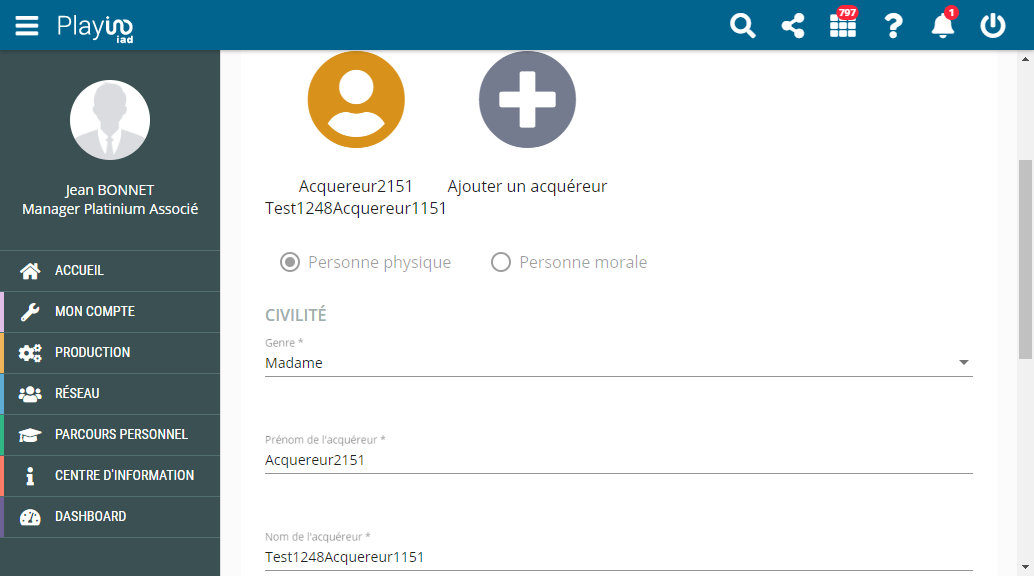 Playiad
iad
797
1
Jean BONNET
Manager Platinium Associé
ACCUEIL
MON COMPTE
PRODUCTION
RÉSEAU
PARCOURS PERSONNEL
CENTRE D'INFORMATION
DASHBOARD
Acquereur2151
Test1248Acquereur1151
Ajouter un acquéreur
Personne physique
Personne morale
CIVILITÉ
Genre *
Madame
Prénom de l'acquéreur *
Acquereur2151
Nom de l'acquéreur *
Test1248Acquereur1151